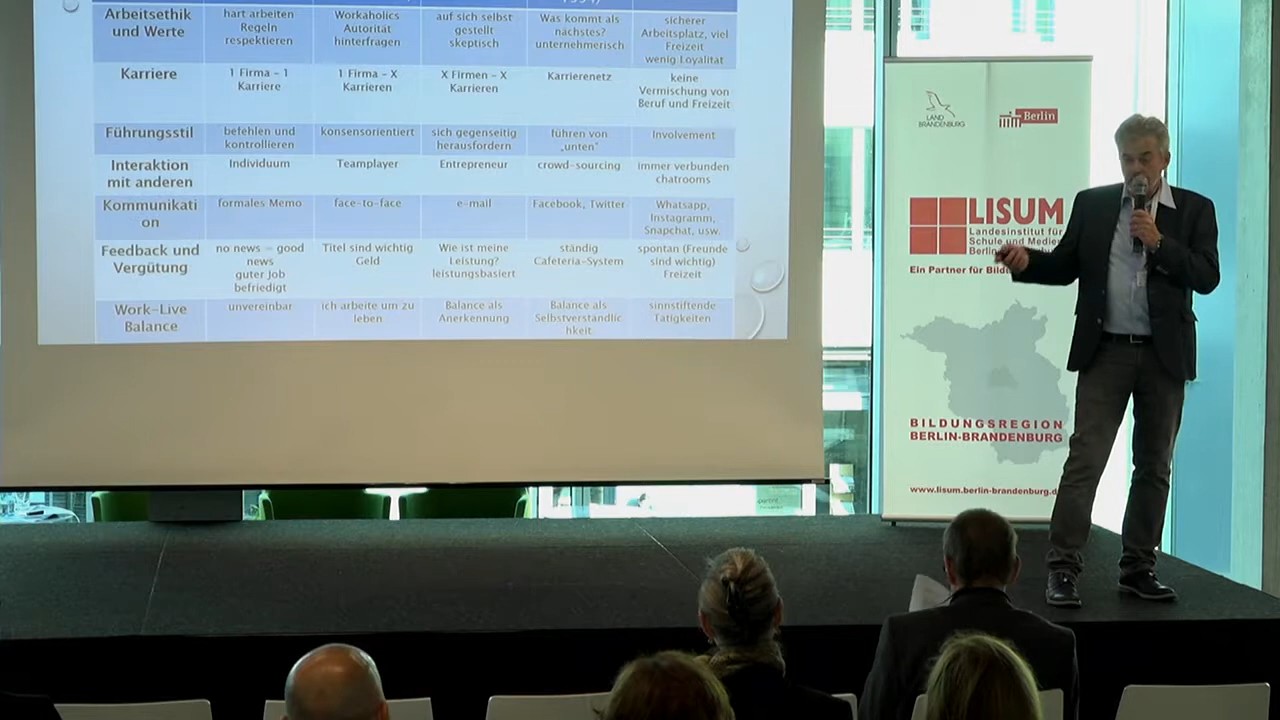 Arbeitsethik und Werte
hart arbeiten Regeln respektieren
Workaholics Autorität hinterfragen
auf sich selbst gestellt skeptisch
Was kommt als nächstes? unternehmerisch
sicherer Arbeitsplatz, viel Freizeit wenig Loyalität
Karriere
1 Firma – 1 Karriere
1 Firma – X Karrieren
X Firmen – X Karrieren
Karrierenetz
keine Vermischung von Beruf und Freizeit
Führungsstil
befehlen und kontrollieren
konsensorientiert
sich gegenseitig herausfordern
führen von „unten“
Involvement
Interaktion mit anderen
Individuum
Teamplayer
Entrepreneur
crowd-sourcing
immer verbunden chatrooms
Kommunikati on
formales Memo
face-to-face
e-mail
Facebook, Twitter
Whatsapp, Instagramm, Snapchat, usw.
Feedback und Vergütung
no news – good news guter Job befriedigt
Titel sind wichtig Geld
Wie ist meine Leistung? leistungsbasiert
ständig Cafeteria-System
spontan (Freunde sind wichtig) Freizeit
Work-Live Balance
unvereinbar
ich arbeite um zu leben
Balance als Anerkennung
Balance als Selbstverständlic hkeit
sinnstiftende Tätigkeiten
LAND
BRANDENBURG
Berlin
LISUM
Landesinstitut für
Schule und Medien
Berlin
Ein Partner für
BILDUNGSREGION
BERLIN-BRANDENBURG
www.lisum.berlin-brandenburg.d